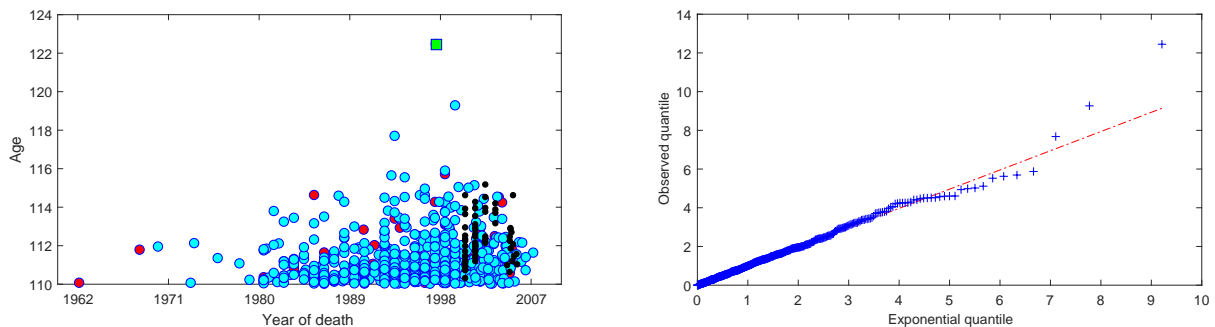 124
122
120
118
116
114
112
110
Age
1962 1971 1980 1989 1998 2007
Year of death
14
12
10
8
6
4
2
0
Observed quantile
0 1 2 3 4 5 6 7 8 9 10
Exponential quantile